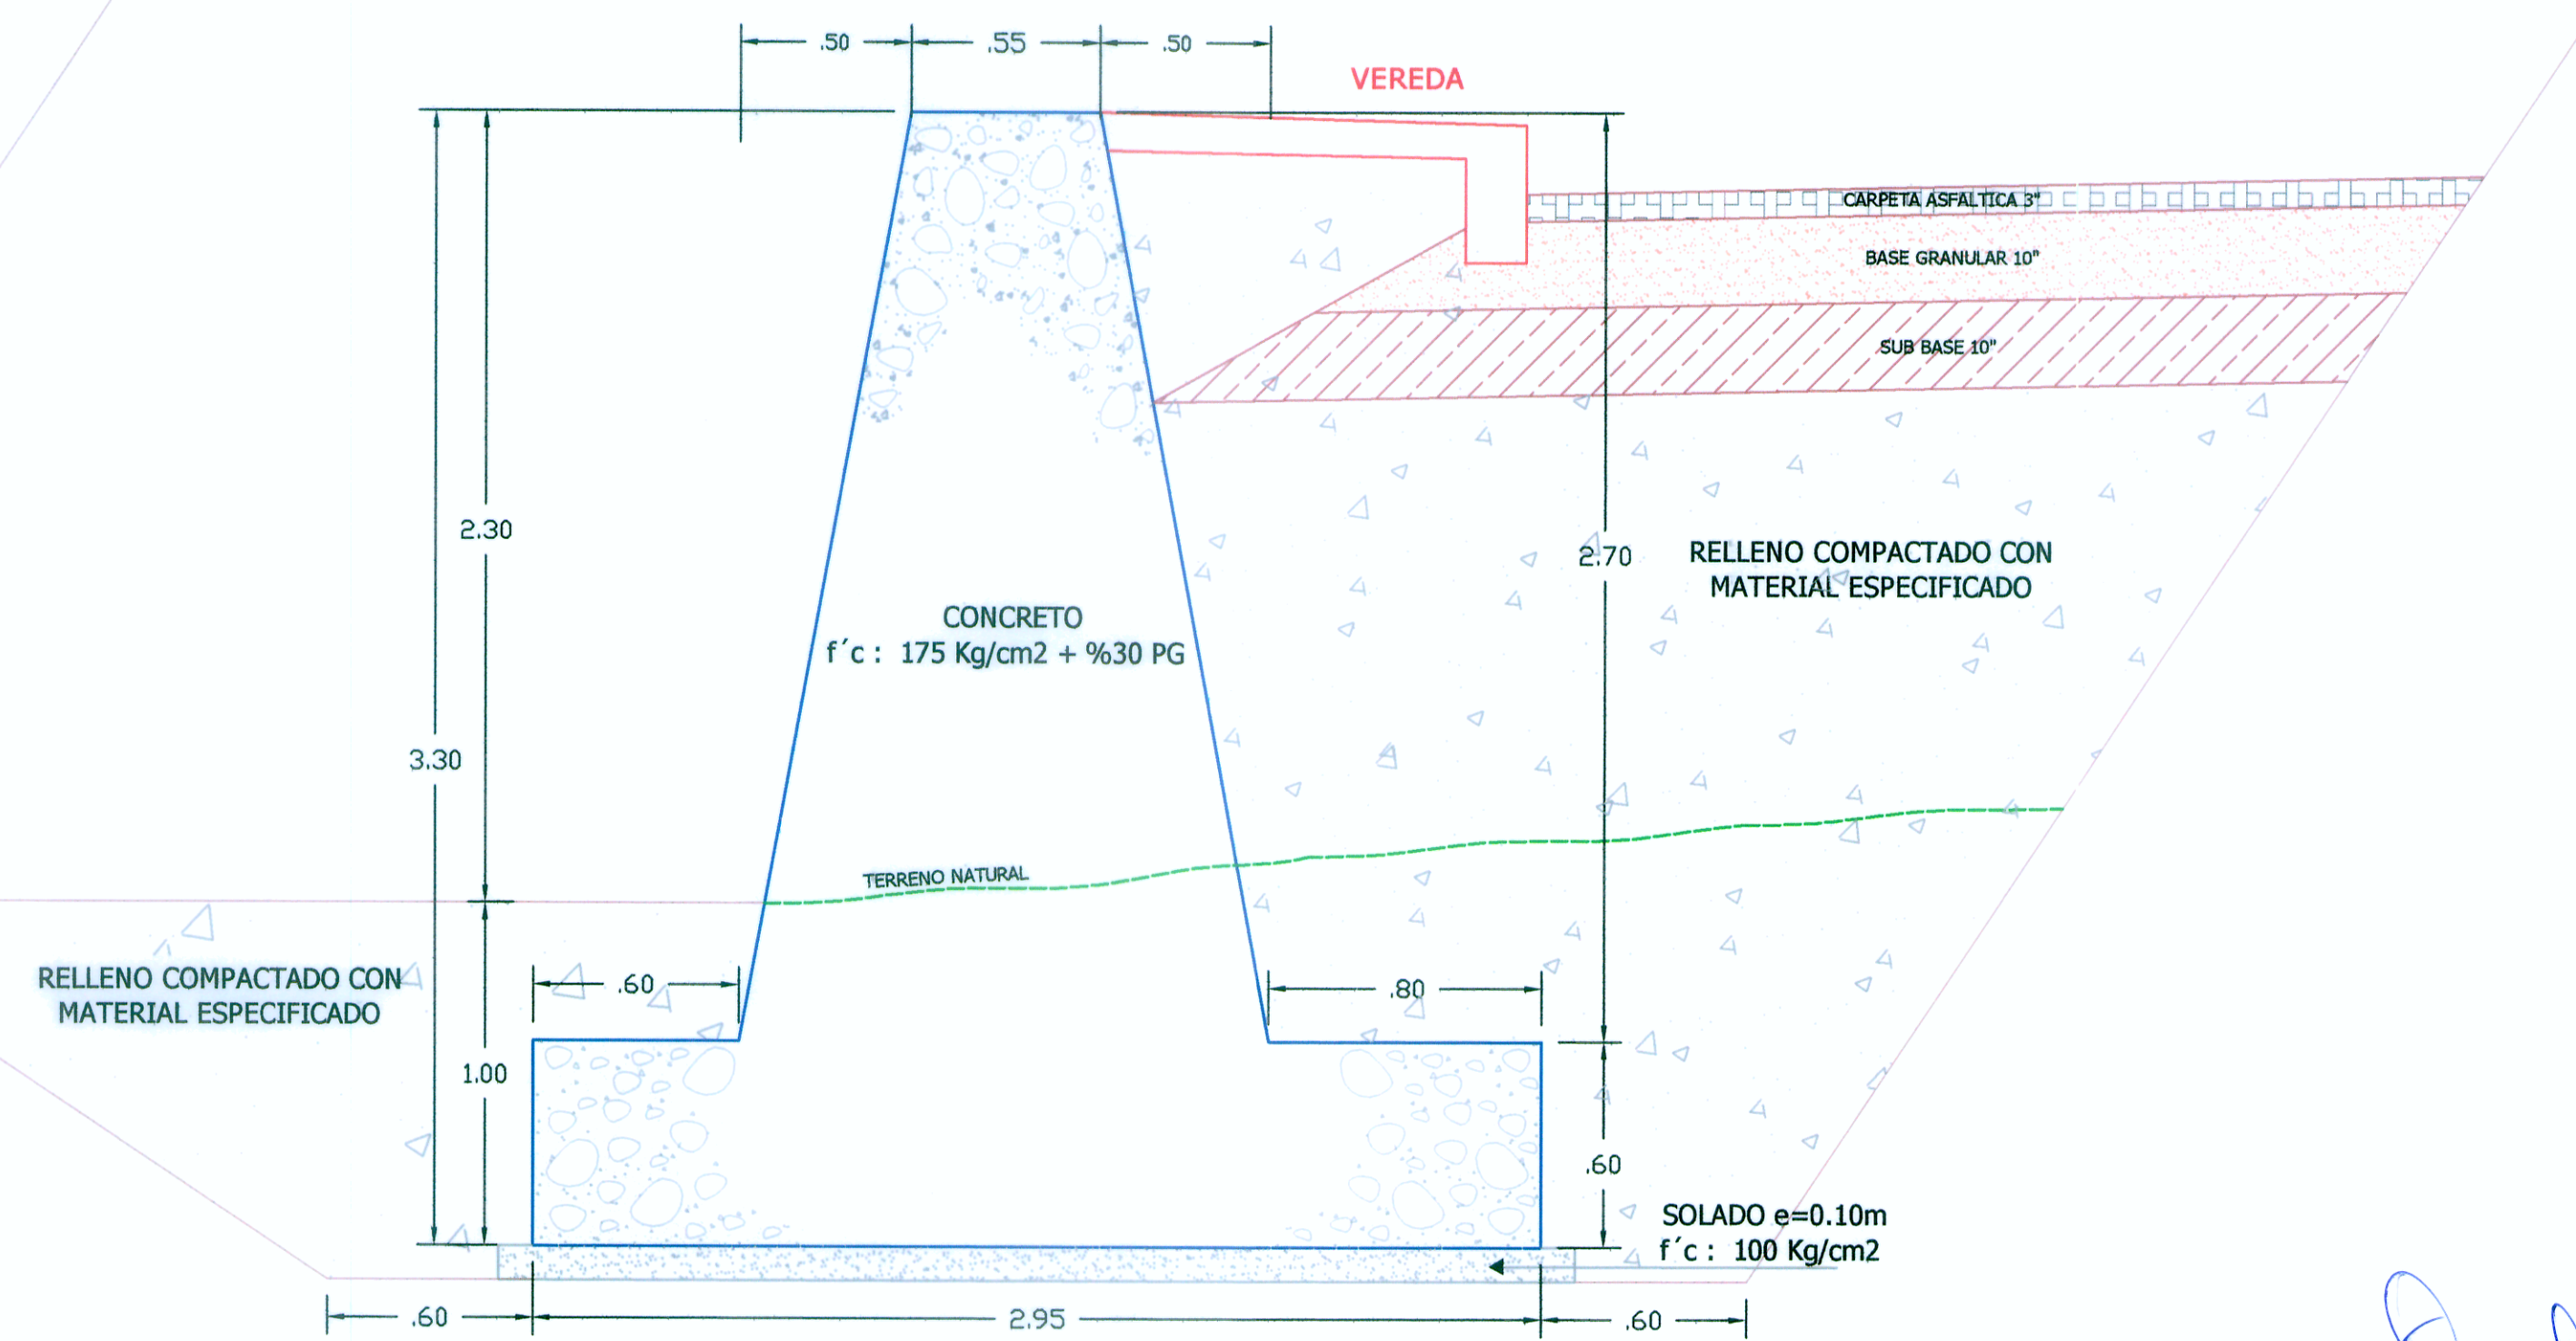 .50
.55
.50
VEREDA
CARPETA ASFALTICA 3"
BASE GRANULAR 10"
SUB BASE 10"
2.30
2.70
RELLENO COMPACTADO CON
MATERIAL ESPECIFICADO
CONCRETO
f´c : 175 Kg/cm2 + %30 PG
3.30
TERRENO NATURAL
RELLENO COMPACTADO CON
MATERIAL ESPECIFICADO
.60
.80
1.00
.60
SOLADO e=0.10m
f´c : 100 Kg/cm2
.60
2.95
.60